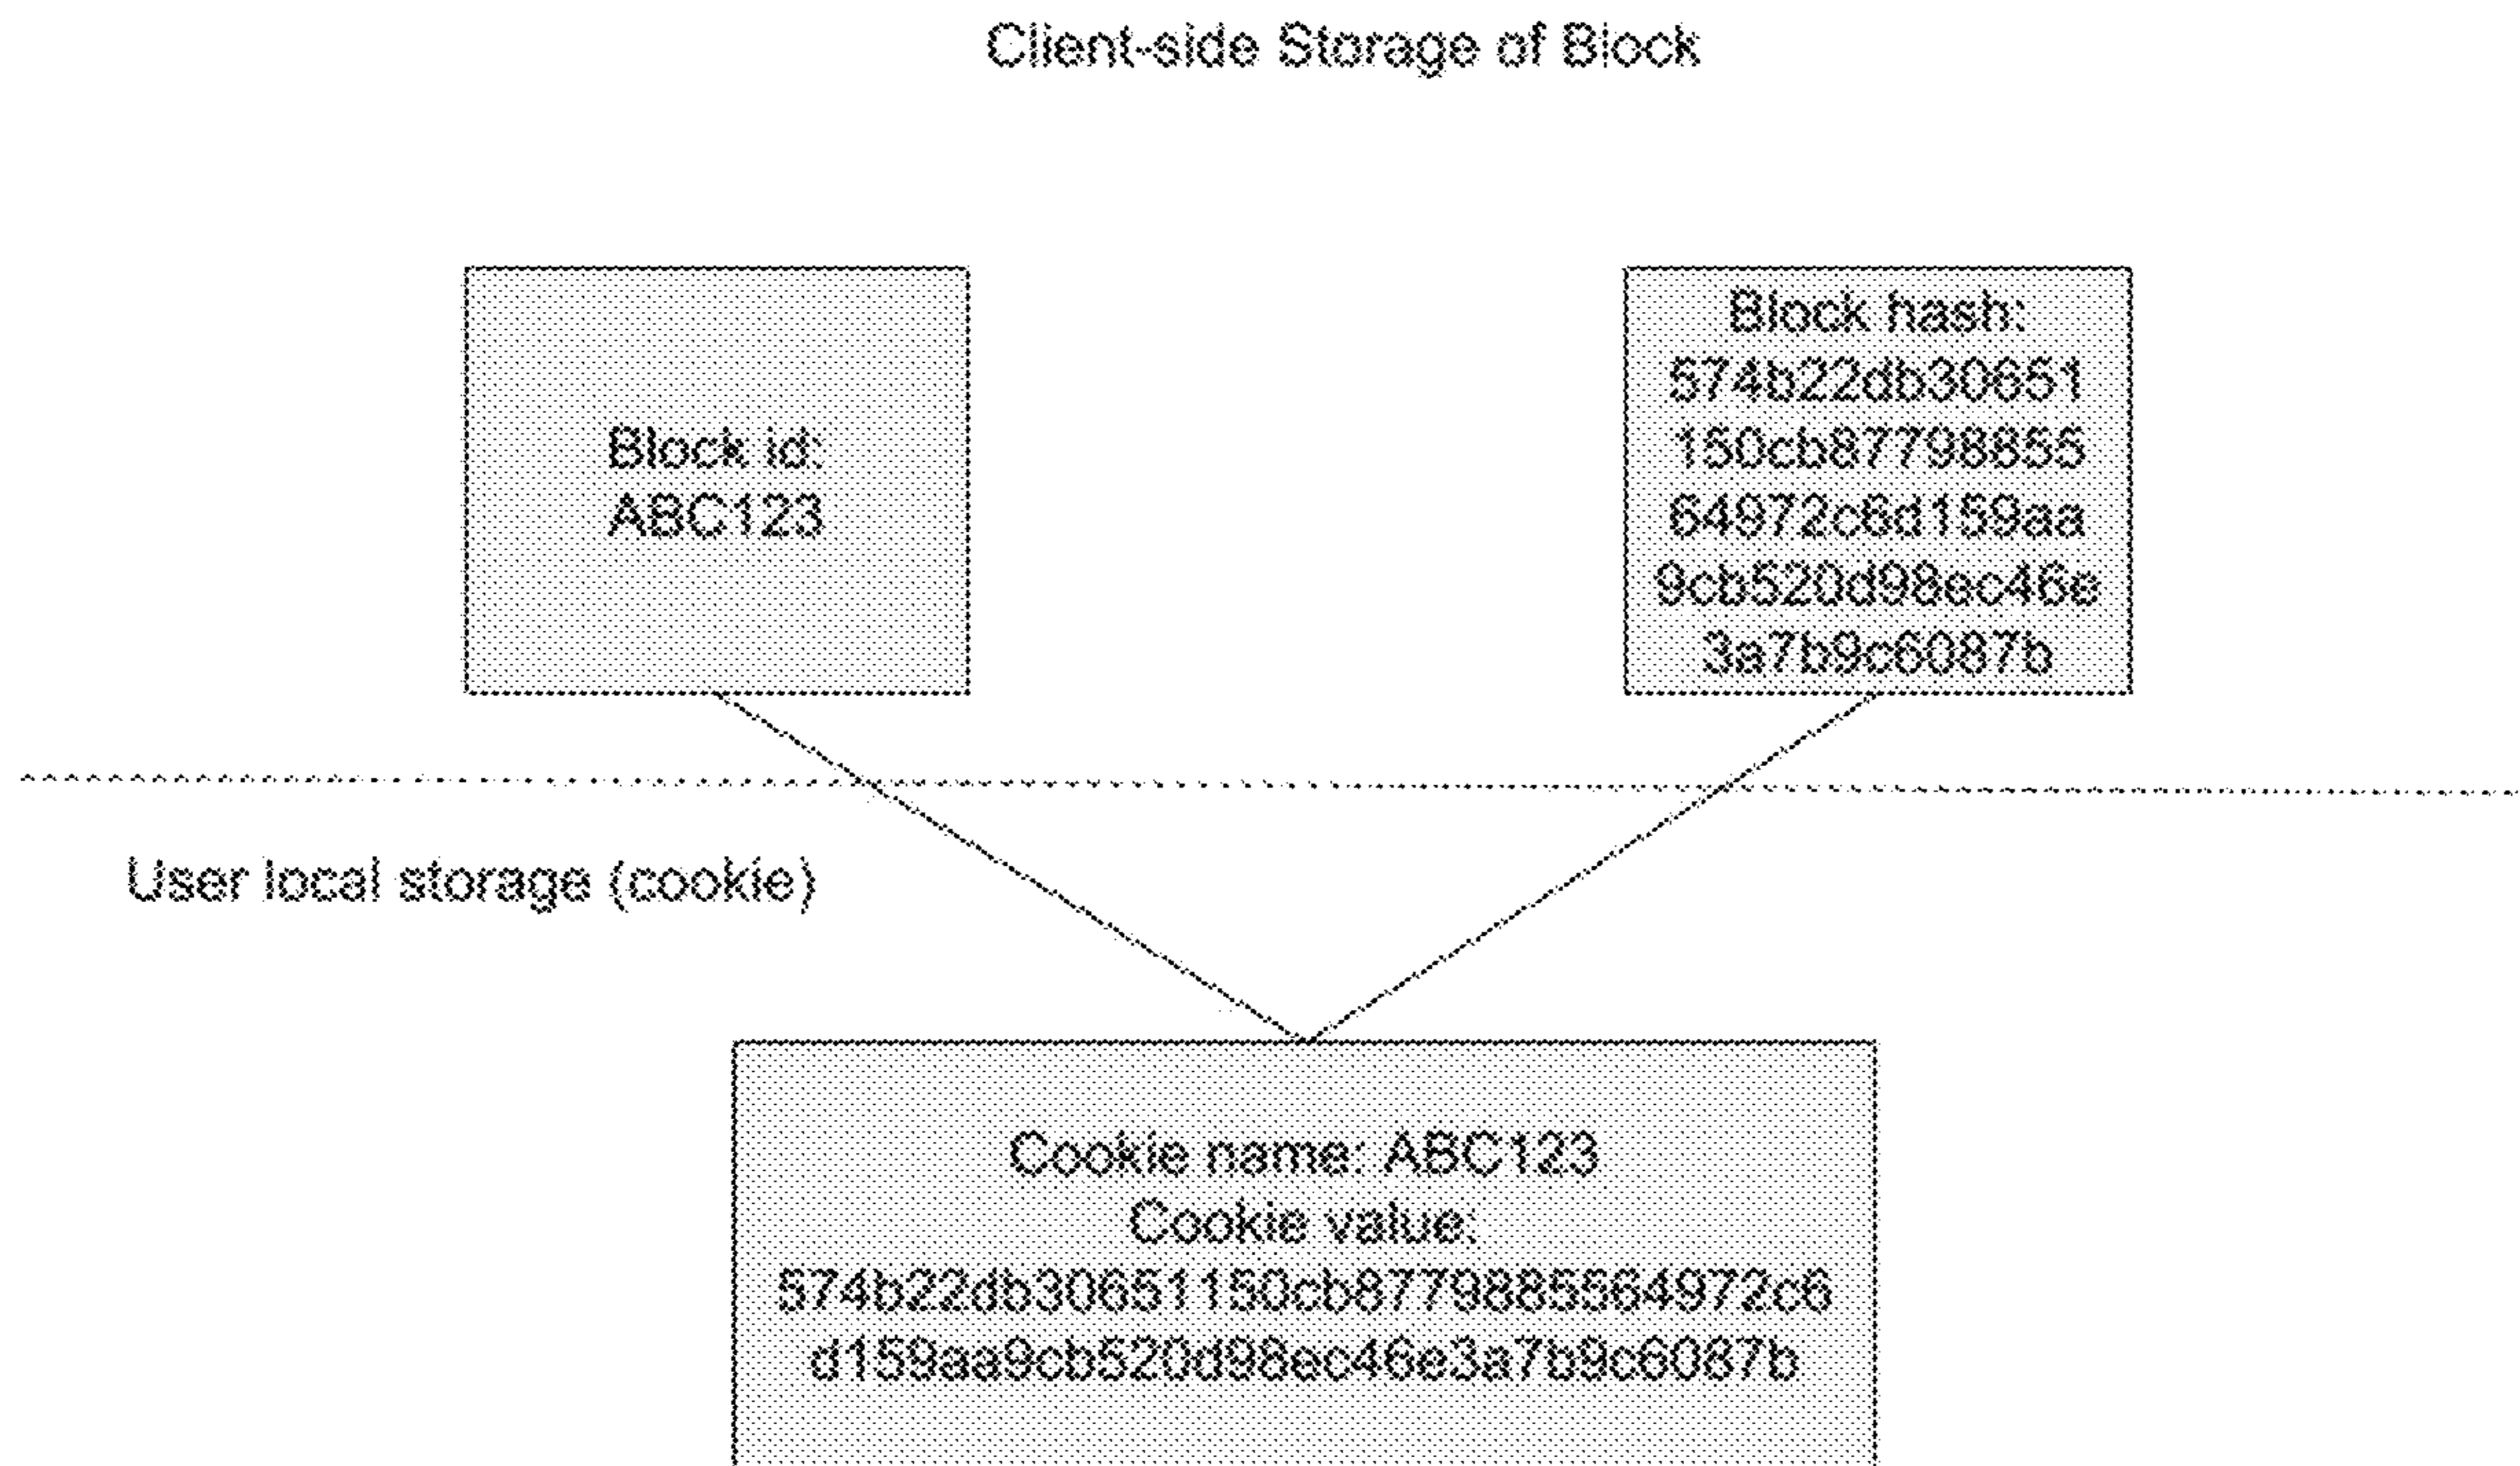 Client-side Storage of Block
Block id:
ABC123
Block hash:
574b22db30651
150cb87798855
64972c6d159aa
9cb520d98ec46e
3a7b9c6087b
User local storage (cookie)
Cookie name: ABC123
Cookie value:
574b22db30651150cb8779885564972c6
d159aa9cb520d98ec46e3a7b9c6087b